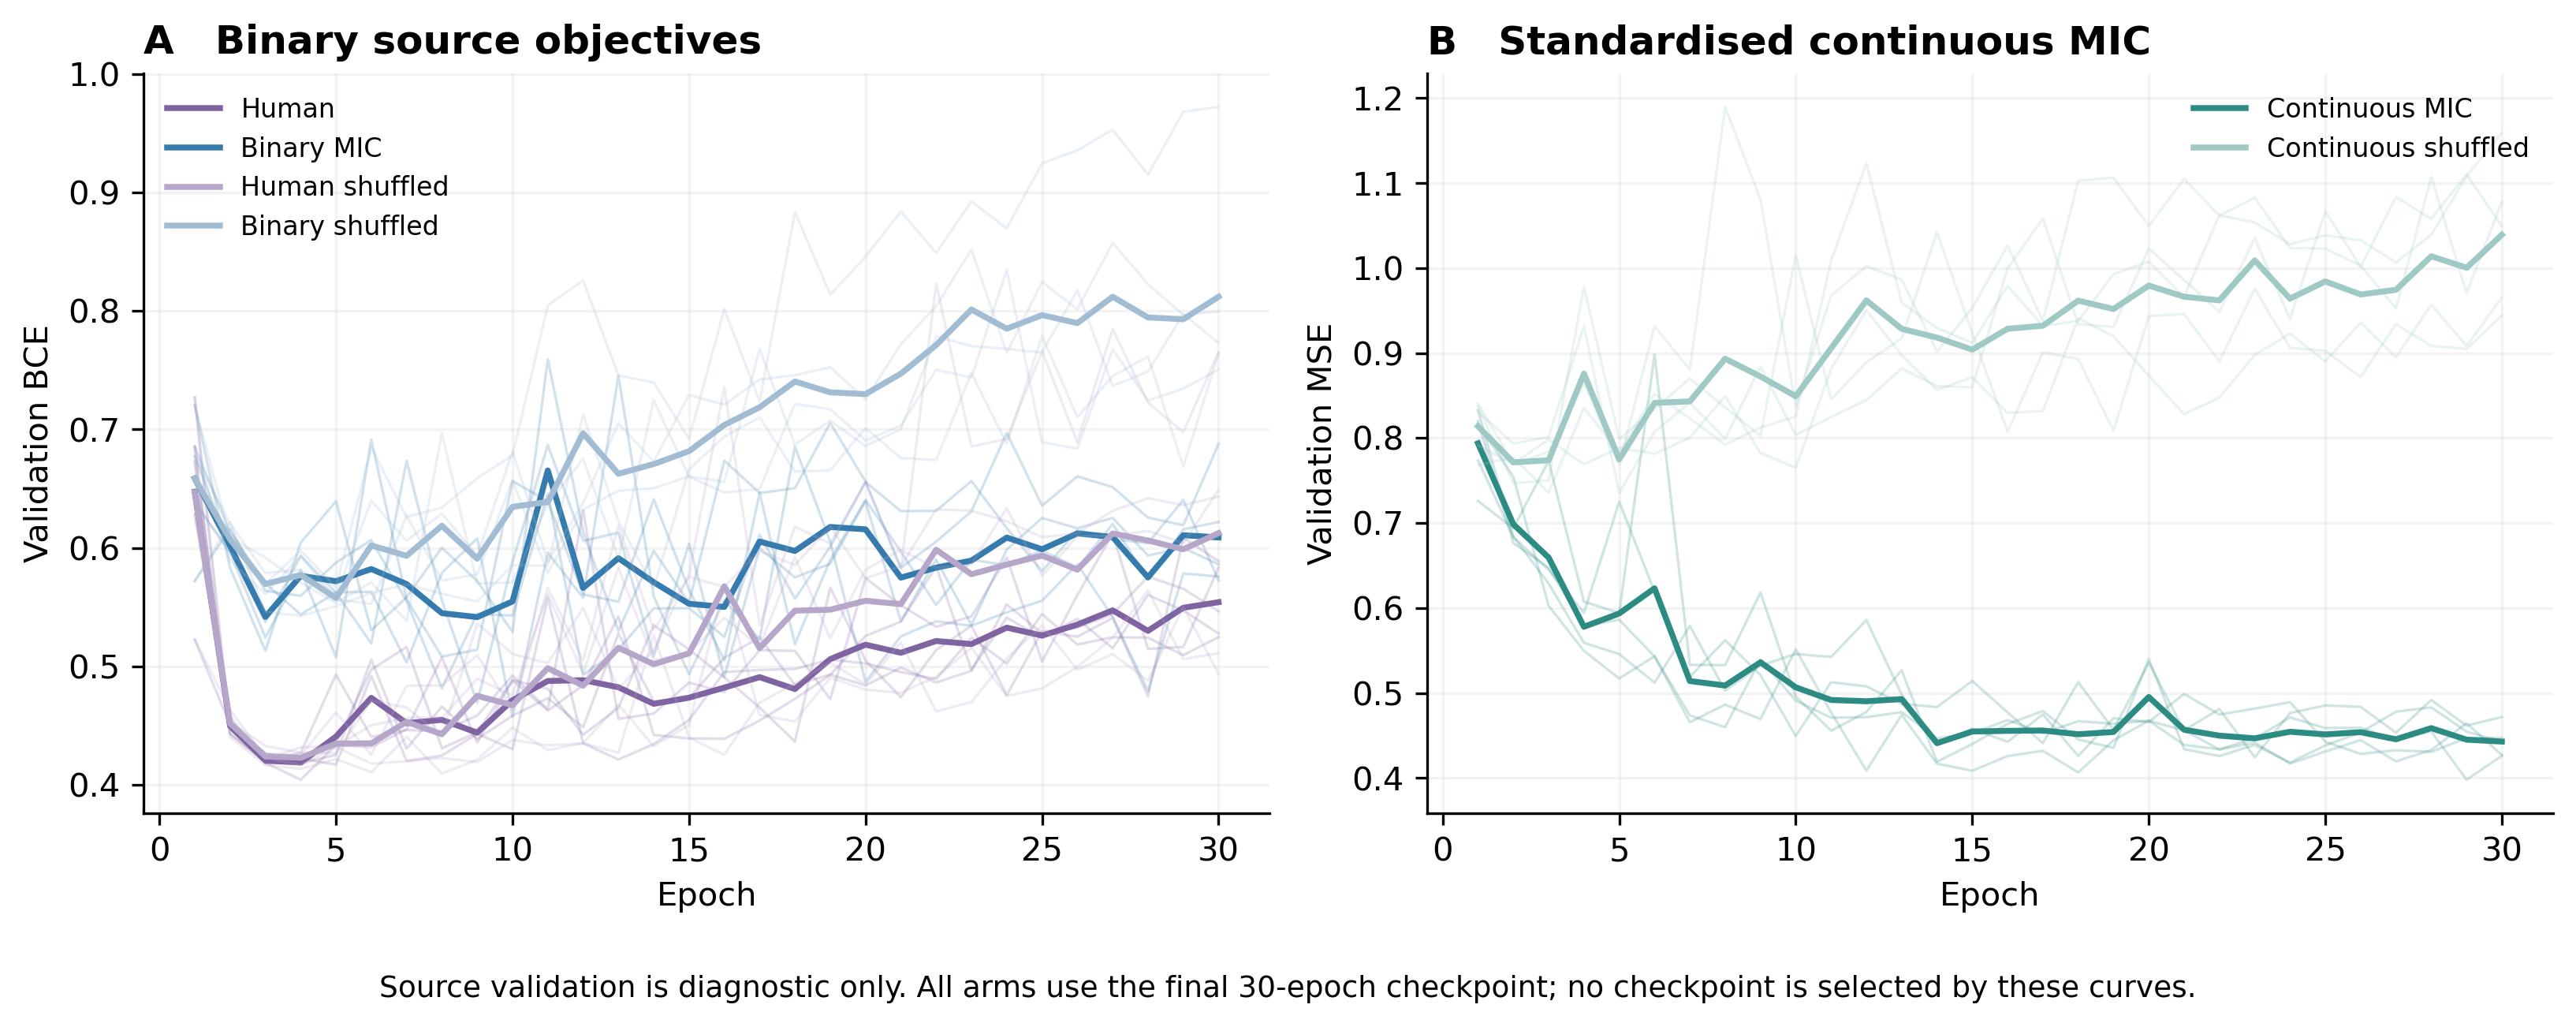 A Binary source objectives
1.0
0.9
0.8
0.7
0.6
0.5
0.4
Validation BCE
Human
Binary MIC
Human shuffled
Binary shuffled
0 5 10 15 20 25 30
Epoch
B Standardised continuous MIC
1.2
1.1
1.0
0.9
0.8
0.7
0.6
0.5
0.4
Validation MSE
Continuous MIC
Continuous shuffled
0 5 10 15 20 25 30
Epoch
Source validation is diagnostic only. All arms use the final 30-epoch checkpoint; no checkpoint is selected by these curves.